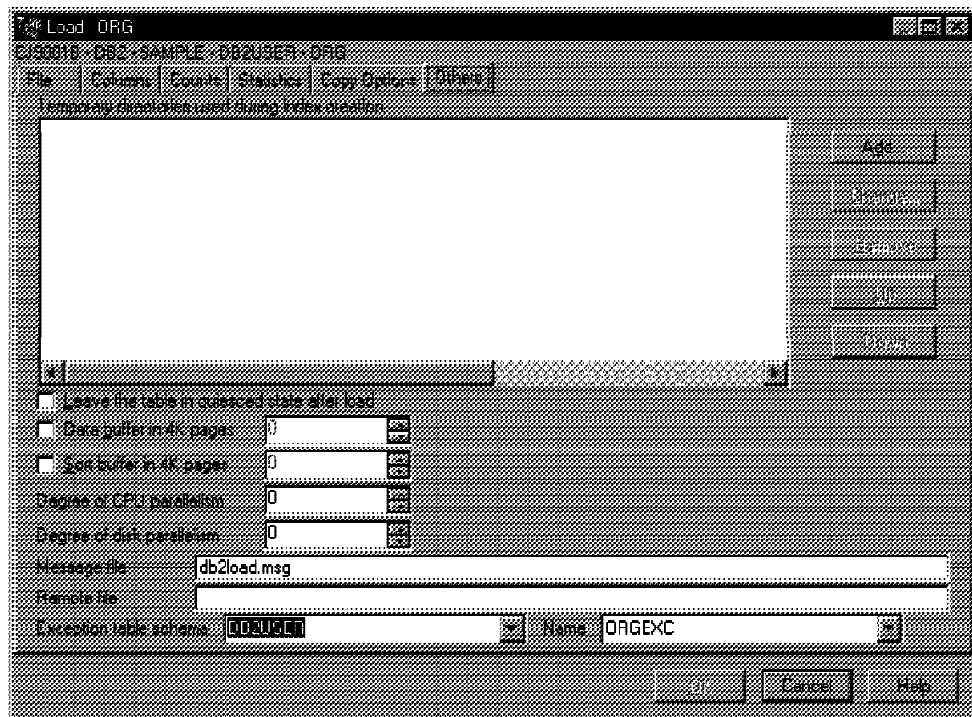 Load ORG
CJ90016 - DB2 - SAMPLE - DB2USER - ORG
File Columns Counts Statistics Copy Options Others
Temporary directories used during index creation
Add
Change...
Remove
Up
Down
Leave the table in quiesced state after load
Data buffer in 4K pages 0
Sort buffer in 4K pages 0
Degree of CPU parallelism 0
Degree of disk parallelism 0
Message file db2load.msg
Remote file
Exception table schema DB2USER Name ORGEXC
OK Cancel Help